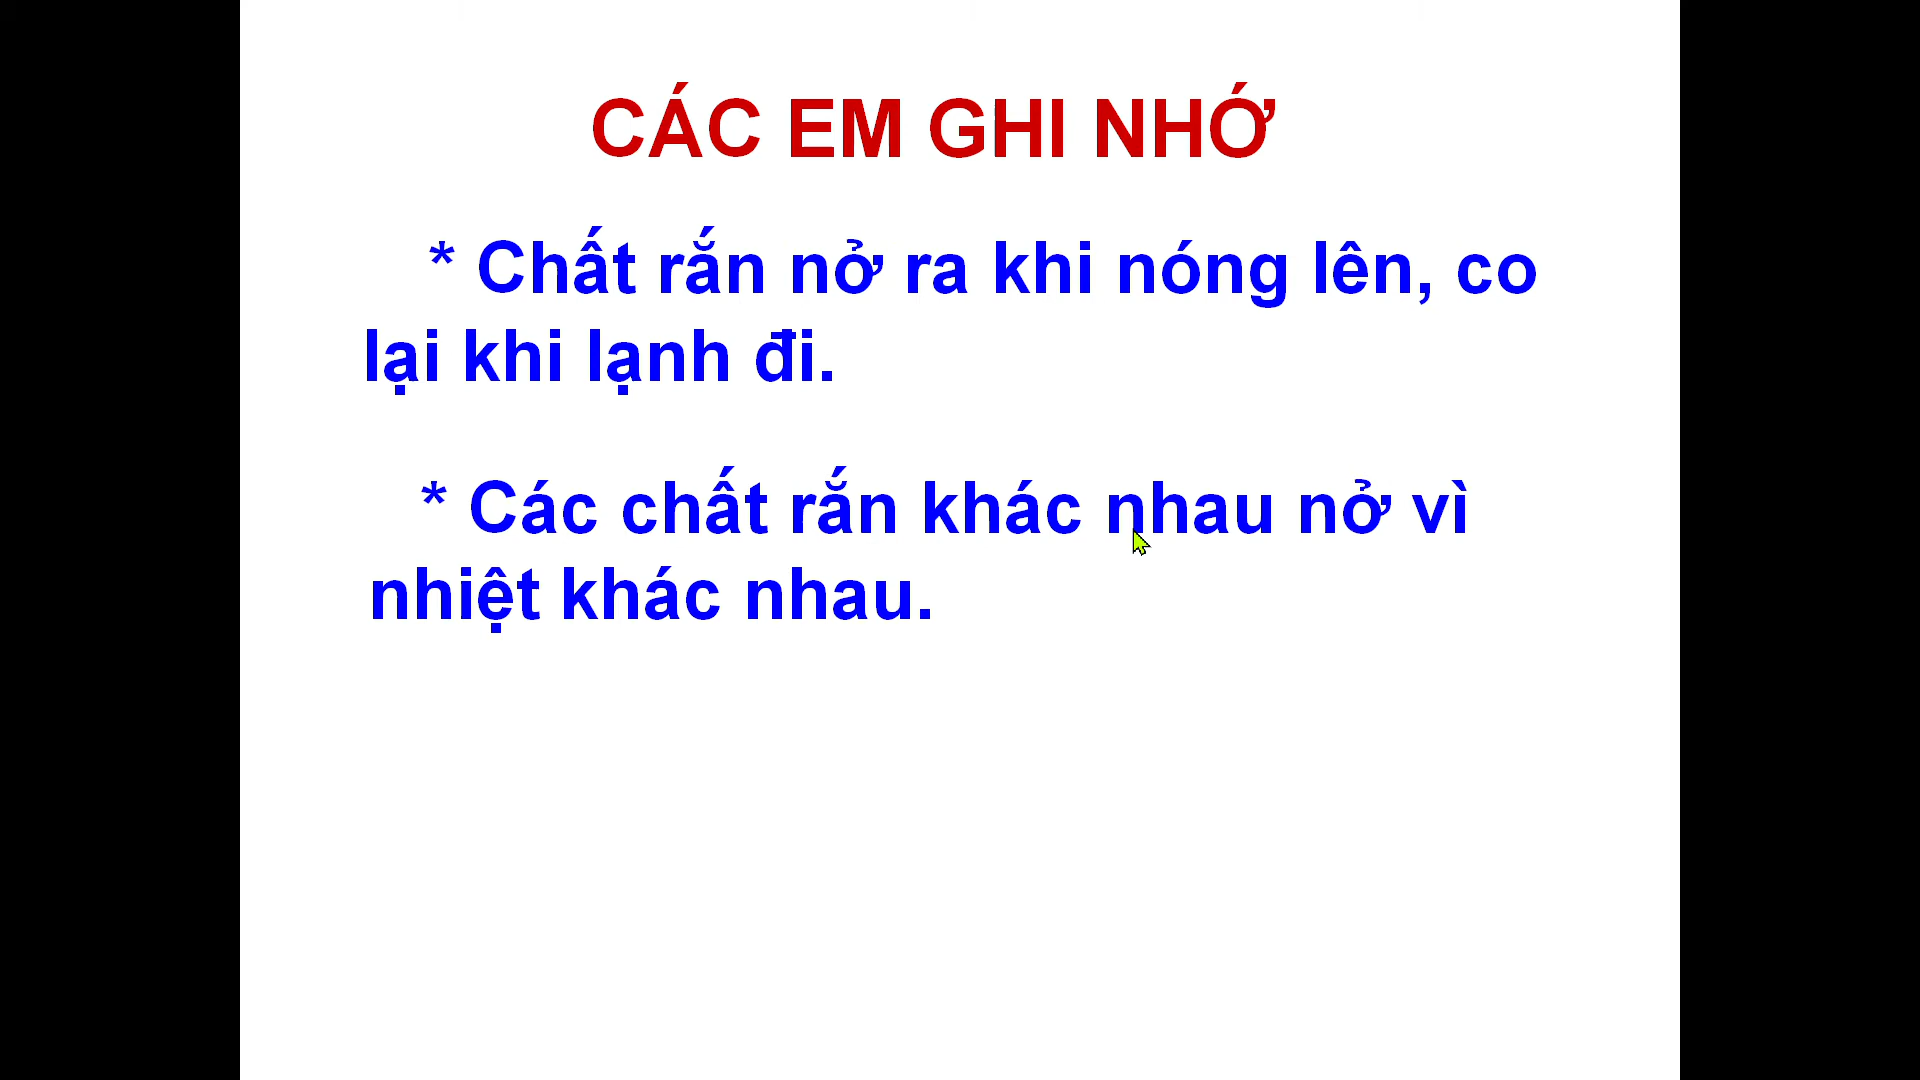 CÁC EM GHI NHỚ
* Chất rắn nở ra khi nóng lên, co
lại khi lạnh đi.
* Các chất rắn khác nhau nở vì
nhiệt khác nhau.